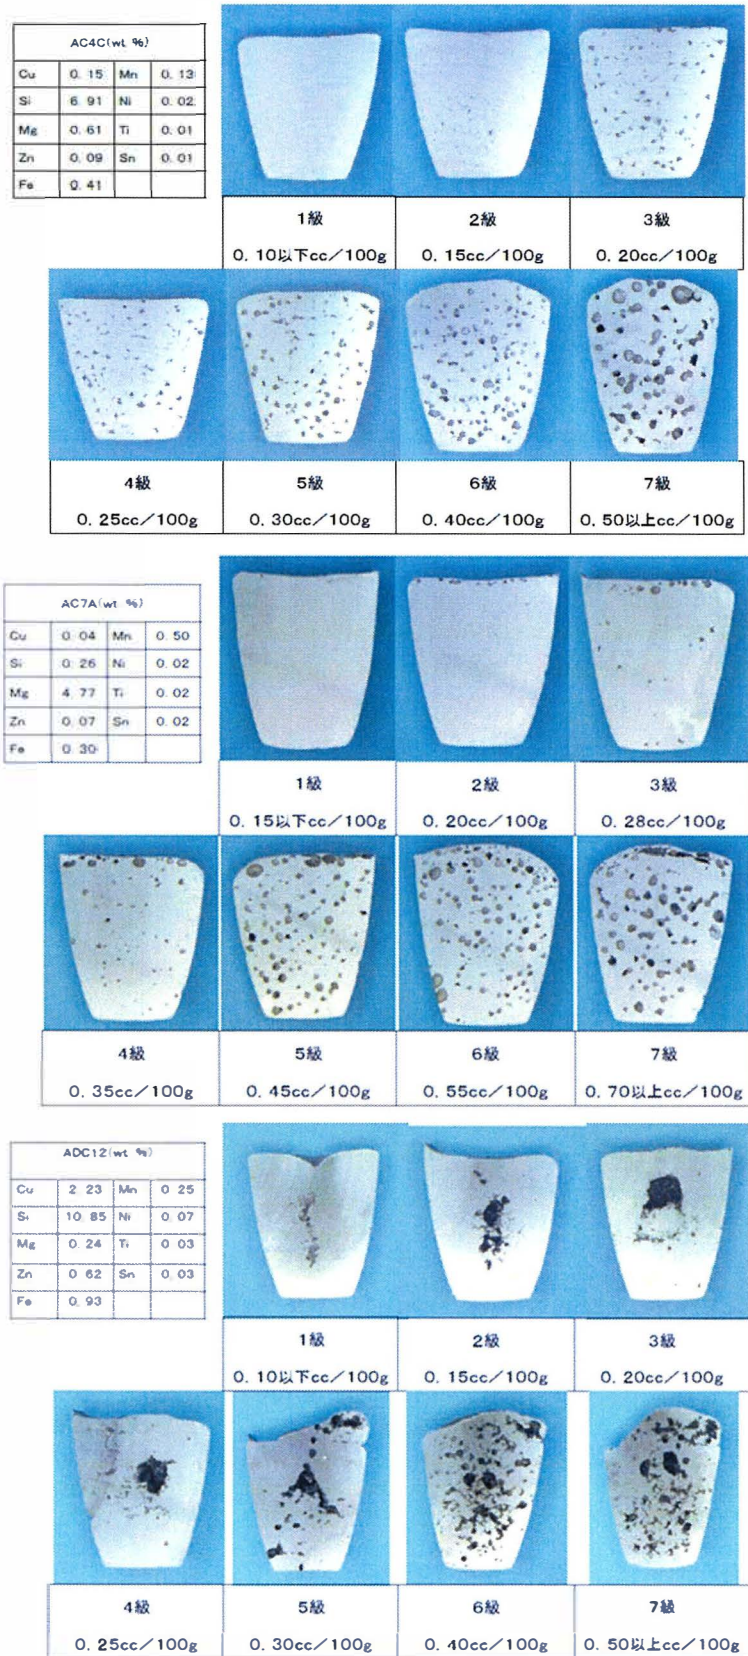 AC4C(wt %)
Cu 0. 15 Mn 0. 13
Si 6 91 Ni 0. 02
Mg 0. 61 Ti 0. 01
Zn 0. 09 Sn 0. 01
Fe 0. 41
1級 2級 3級
0. 10以下cc/100g 0. 15cc/100g 0. 20cc/100g
4級 5級 6級 7級
0. 25cc/100g 0. 30cc/100g 0. 40cc/100g 0. 50以上cc/100g
AC7A(wt %)
Cu 0 04 Mn 0. 50
Si 0. 26 Ni 0. 02
Mg 4. 77 Ti 0. 02
Zn 0. 07 Sn 0. 02
Fe 0. 30
1級 2級 3級
0. 15以下cc/100g 0. 20cc/100g 0. 28cc/100g
4級 5級 6級 7級
0. 35cc/100g 0. 45cc/100g 0. 55cc/100g 0. 70以上cc/100g
ADC12(wt %)
Cu 2 23 Mn 0 25
Si 10 85 Ni 0. 07
Mg 0. 24 Ti 0. 03
Zn 0 62 Sn 0. 03
Fe 0. 93
1級 2級 3級
0. 10以下cc/100g 0. 15cc/100g 0. 20cc/100g
4級 5級 6級 7級
0. 25cc/100g 0. 30cc/100g 0. 40cc/100g 0. 50以上cc/100g